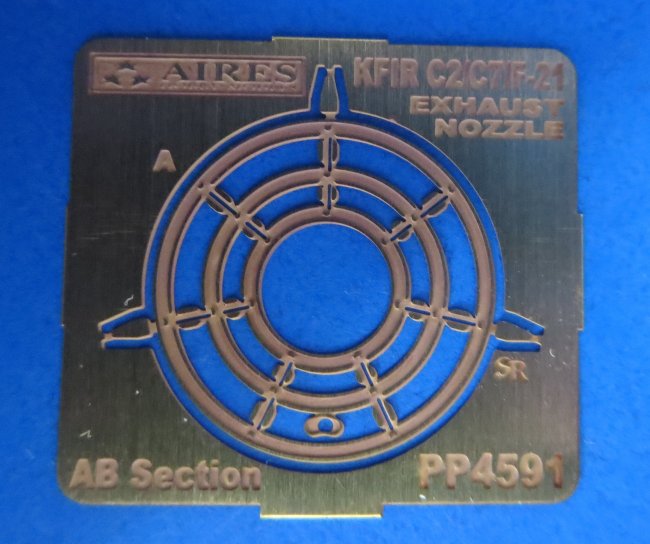 AIRES
KFIR C2/C7/F-21
EXHAUST
NOZZLE
A
SR
AB Section
PP4591